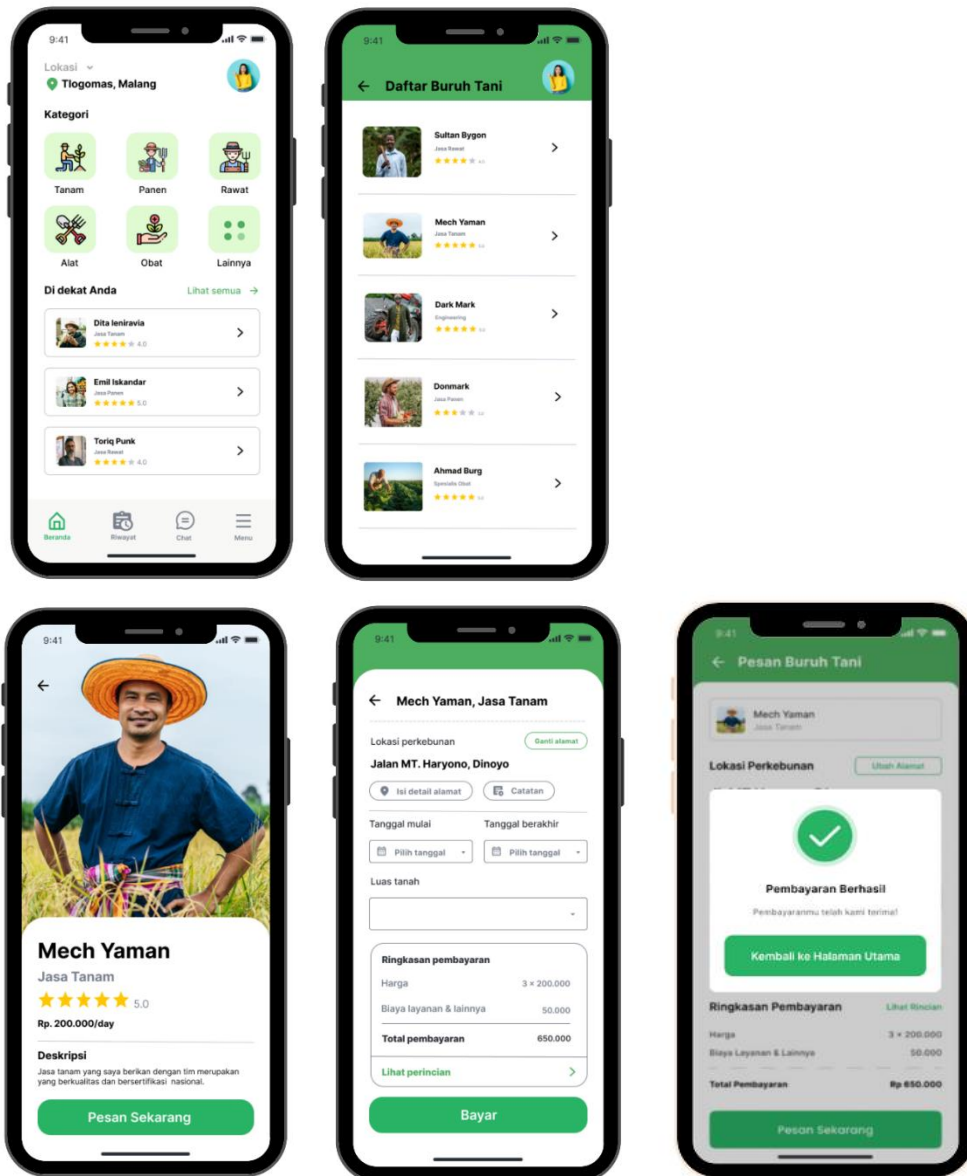 9:41
Lokasi
Tlogomas, Malang
Kategori
Tanam
Panen
Rawat
Alat
Obat
Lainnya
Di dekat Anda
Lihat semua →
Dita leniravia
Jasa Tanam
4.0
Emil Iskandar
Jasa Panen
5.0
Toriq Punk
Jasa Rawat
4.0
Beranda
Riwayat
Chat
Menu
9:41
← Daftar Buruh Tani
Sultan Bygon
Jasa Rawat
Mech Yaman
Jasa Tanam
Dark Mark
Engineering
Donmark
Jasa Panen
Ahmad Burg
Spesialis Obat
9:41
Mech Yaman
Jasa Tanam
5.0
Rp. 200.000/day
Deskripsi
Jasa tanam yang saya berikan dengan tim merupakan
yang berkualitas dan bersertifikasi nasional.
Pesan Sekarang
9:41
← Mech Yaman, Jasa Tanam
Lokasi perkebunan
Ganti alamat
Jalan MT. Haryono, Dinoyo
Isi detail alamat
Catatan
Tanggal mulai
Tanggal berakhir
Pilih tanggal
Pilih tanggal
Luas tanah
Ringkasan pembayaran
Harga 3 × 200.000
Biaya layanan & lainnya 50.000
Total pembayaran 650.000
Lihat perincian
Bayar
9:41
← Pesan Buruh Tani
Mech Yaman
Jasa Tanam
Lokasi Perkebunan
Ubah Alamat
Pembayaran Berhasil
Pembayaranmu telah kami terima!
Kembali ke Halaman Utama
Ringkasan Pembayaran
Lihat Rincian
Harga 3 × 200.000
Biaya Layanan & Lainnya 50.000
Total Pembayaran Rp 650.000
Pesan Sekarang